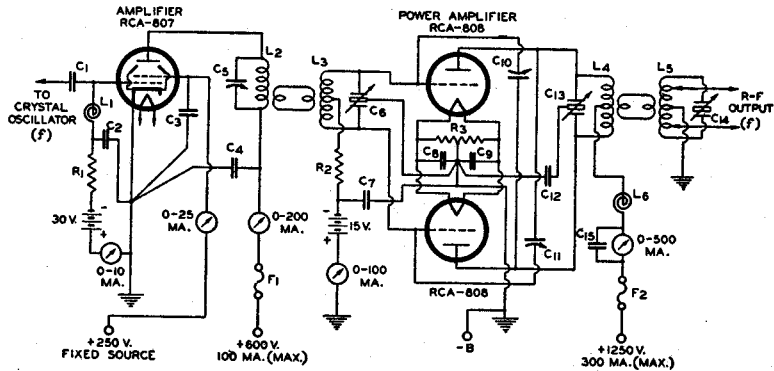 AMPLIFIER
RCA-807
POWER AMPLIFIER
RCA-808
C1
L2
C5
L3
C10
L4
L5
C13
TO
CRYSTAL
OSCILLATOR
(f)
L1
C2
C3
C6
R3
C14
R-F
OUTPUT
(f)
R1
C4
R2
C8
C9
C12
C7
L6
30 V.
-
+
0-25
MA.
0-200
MA.
-
15 V.
+
C15
0-500
MA.
0-10
MA.
0-100
MA.
C11
F1
RCA-808
F2
+250 V.
FIXED SOURCE
+600 V.
100 MA.(MAX.)
-B
+1250 V.
300 MA.(MAX.)